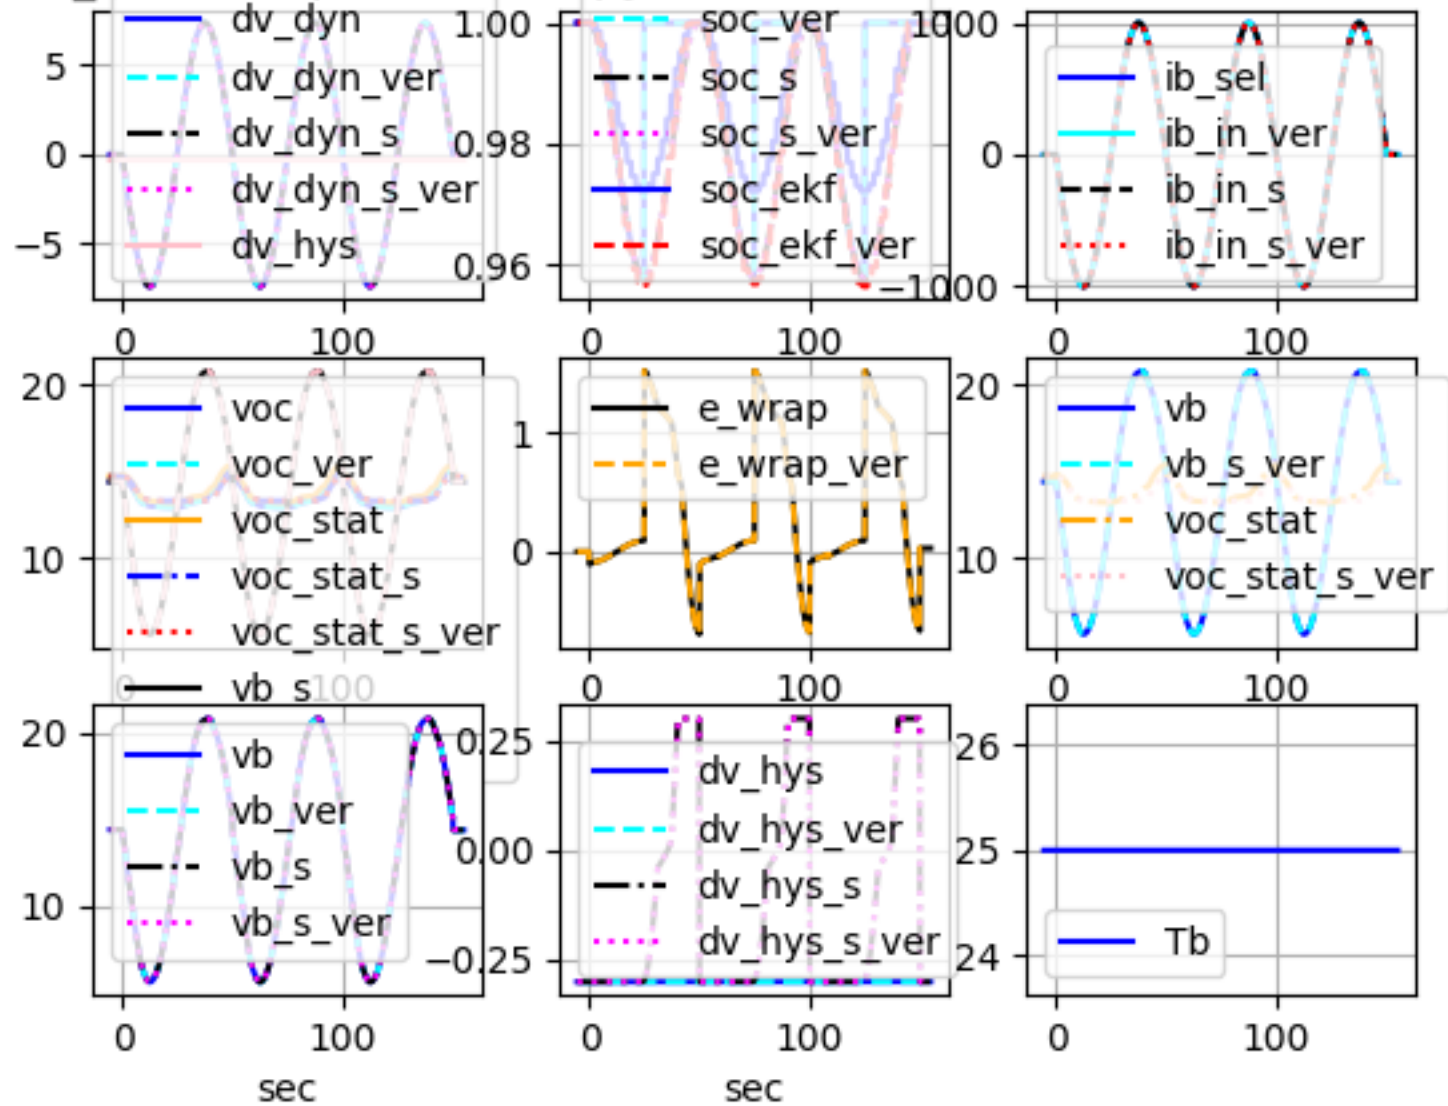 dv_dyn
dv_dyn_ver
dv_dyn_s
dv_dyn_s_ver
dv_hys
5
0
−5
0
100
soc_ver
soc_s
soc_s_ver
soc_ekf
soc_ekf_ver
1.00
0.98
0.96
0
100
ib_sel
ib_in_ver
ib_in_s
ib_in_s_ver
1000
0
−1000
0
100
voc
voc_ver
voc_stat
voc_stat_s
voc_stat_s_ver
vb_s
20
10
0
100
e_wrap
e_wrap_ver
1
0
0
100
vb
vb_s_ver
voc_stat
voc_stat_s_ver
20
10
0
100
vb
vb_ver
vb_s
vb_s_ver
20
10
0
100
sec
dv_hys
dv_hys_ver
dv_hys_s
dv_hys_s_ver
0.25
0.00
−0.25
0
100
sec
Tb
26
25
24
0
100